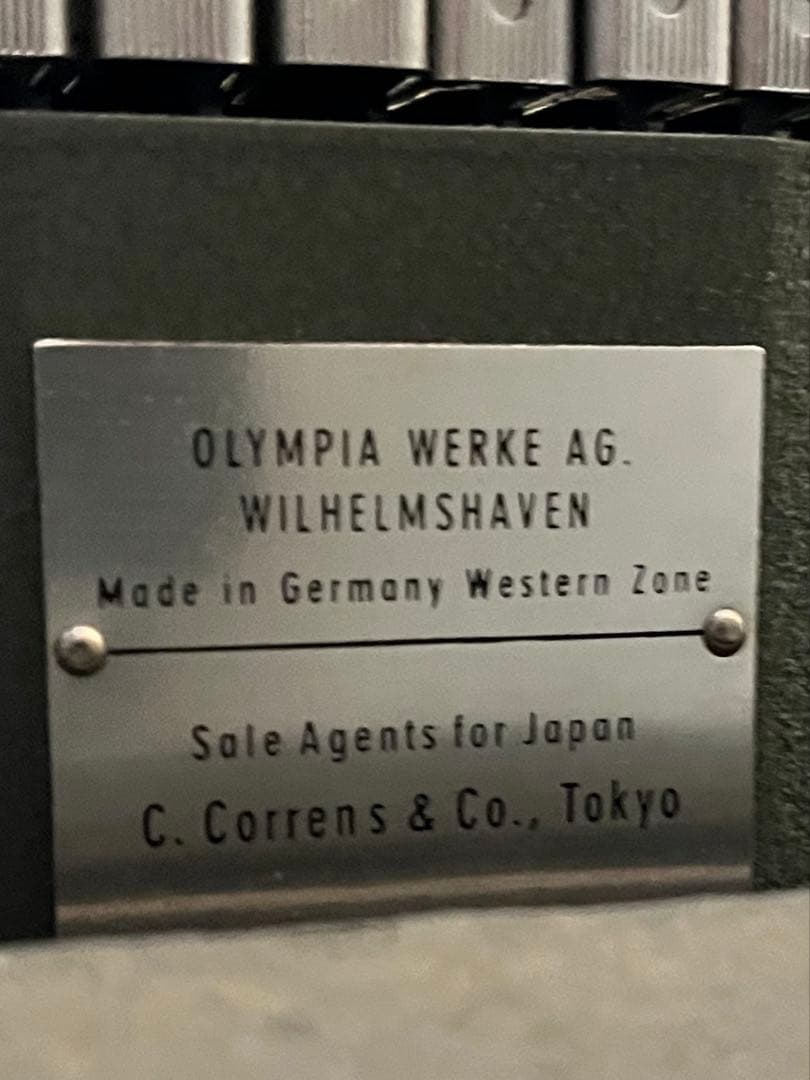 OLYMPIA WERKE AG.
WILHELMSHAVEN
Made in Germany Western Zone
Sale Agents for Japan
C. Correns & Co., Tokyo